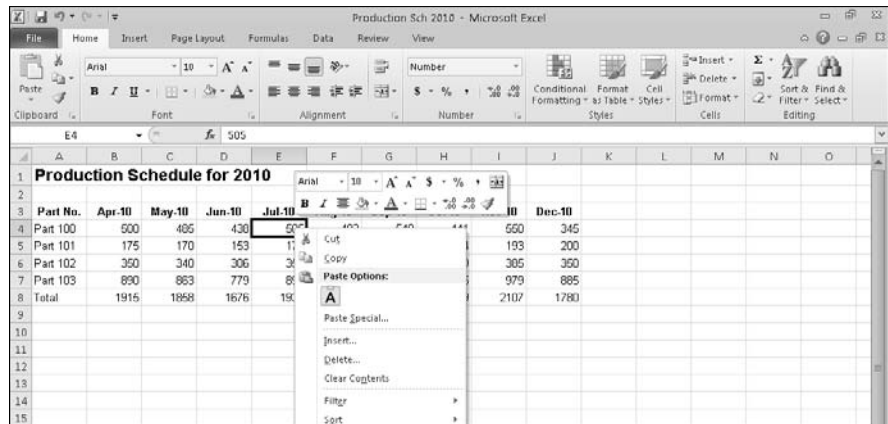 Production Sch 2010 - Microsoft Excel
File Home Insert Page Layout Formulas Data Review View
Paste
Arial 10 A A
B I U A
Number
$ % ,
Conditional Formatting Format as Table Cell Styles
Insert
Delete
Format
Σ
Sort & Filter Find & Select
Clipboard Font Alignment Number Styles Cells Editing
E4 fx 505
A B C D E F G H I J K L M N O
1 Production Schedule for 2010
Arial 10 A A $ % ,
B I A
2
3 Part No. Apr-10 May-10 Jun-10 Jul-10 Dec-10
4 Part 100 500 485 438 505 550 345
5 Part 101 175 170 153 193 200
6 Part 102 350 340 306 385 350
7 Part 103 890 863 779 979 885
8 Total 1915 1858 1676 2107 1780
9
10
11
12
13
14
15
Cut
Copy
Paste Options:
A
Paste Special...
Insert...
Delete...
Clear Contents
Filter
Sort